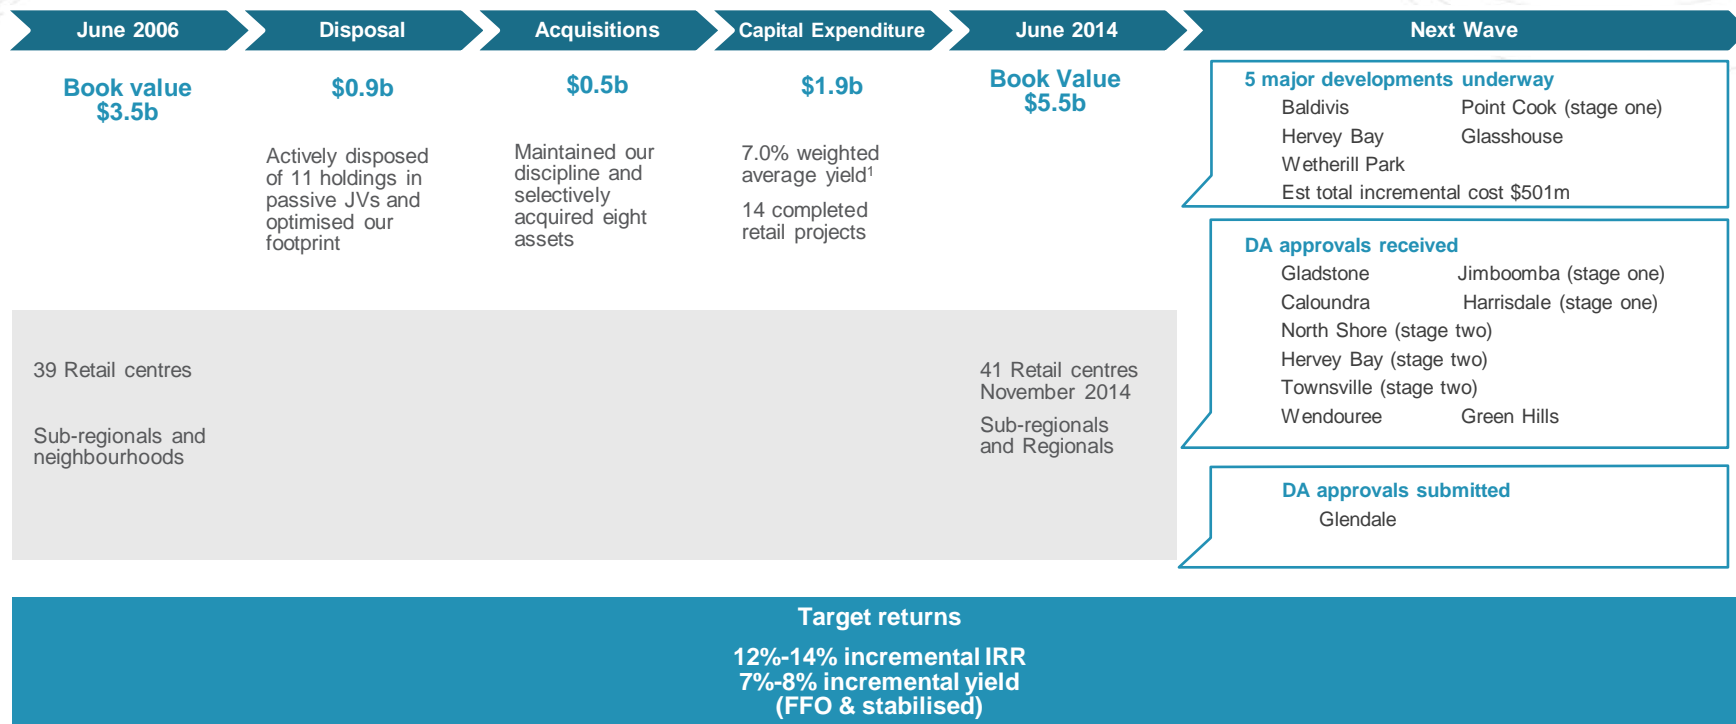 June 2006
Disposal
Acquisitions
Capital Expenditure
June 2014
Next Wave
Book value
$3.5b
$0.9b
Actively disposed
of 11 holdings in
passive JVs and
optimised our
footprint
$0.5b
Maintained our
discipline and
selectively
acquired eight
assets
$1.9b
7.0% weighted
average yield¹
14 completed
retail projects
Book Value
$5.5b
39 Retail centres
Sub-regionals and
neighbourhoods
41 Retail centres
November 2014
Sub-regionals
and Regionals
5 major developments underway
Baldivis Point Cook (stage one)
Hervey Bay Glasshouse
Wetherill Park
Est total incremental cost $501m
DA approvals received
Gladstone Jimboomba (stage one)
Caloundra Harrisdale (stage one)
North Shore (stage two)
Hervey Bay (stage two)
Townsville (stage two)
Wendouree Green Hills
DA approvals submitted
Glendale
Target returns
12%-14% incremental IRR
7%-8% incremental yield
(FFO & stabilised)